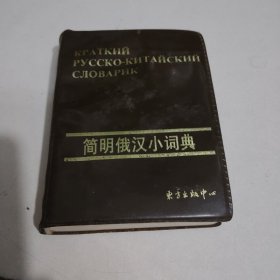 КРАТКИЙ
РУССКО-КИТАЙСКИЙ
СЛОВАРИК
简明俄汉小词典
东方出版中心